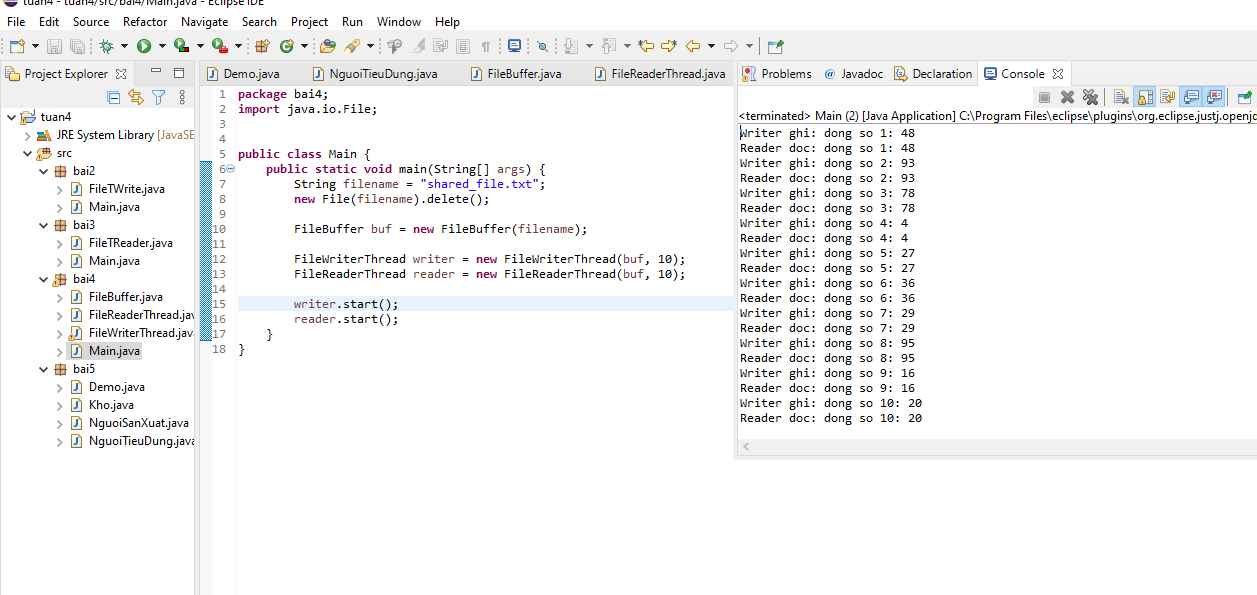 tuan4 - tuan4/src/bai4/Main.java - Eclipse IDE
File Edit Source Refactor Navigate Search Project Run Window Help
Project Explorer
tuan4
JRE System Library [JavaSE
src
bai2
FileTWrite.java
Main.java
bai3
FileTReader.java
Main.java
bai4
FileBuffer.java
FileReaderThread.jav
FileWriterThread.jav
Main.java
bai5
Demo.java
Kho.java
NguoiSanXuat.java
NguoiTieuDung.java
Demo.java NguoiTieuDung.java FileBuffer.java FileReaderThread.java
1 package bai4;
2 import java.io.File;
3
4
5 public class Main {
6 public static void main(String[] args) {
7 String filename = "shared_file.txt";
8 new File(filename).delete();
9
10 FileBuffer buf = new FileBuffer(filename);
11
12 FileWriterThread writer = new FileWriterThread(buf, 10);
13 FileReaderThread reader = new FileReaderThread(buf, 10);
14
15 writer.start();
16 reader.start();
17 }
18 }
Problems Javadoc Declaration Console
<terminated> Main (2) [Java Application] C:\Program Files\eclipse\plugins\org.eclipse.justj.openjd
Writer ghi: dong so 1: 48
Reader doc: dong so 1: 48
Writer ghi: dong so 2: 93
Reader doc: dong so 2: 93
Writer ghi: dong so 3: 78
Reader doc: dong so 3: 78
Writer ghi: dong so 4: 4
Reader doc: dong so 4: 4
Writer ghi: dong so 5: 27
Reader doc: dong so 5: 27
Writer ghi: dong so 6: 36
Reader doc: dong so 6: 36
Writer ghi: dong so 7: 29
Reader doc: dong so 7: 29
Writer ghi: dong so 8: 95
Reader doc: dong so 8: 95
Writer ghi: dong so 9: 16
Reader doc: dong so 9: 16
Writer ghi: dong so 10: 20
Reader doc: dong so 10: 20